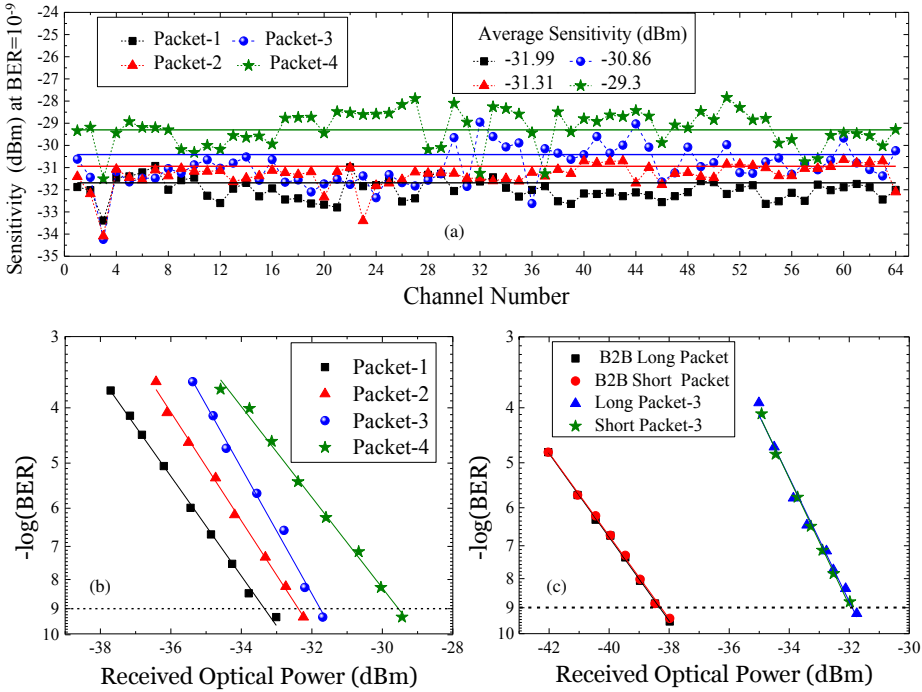 Sensitivity (dBm) at BER=10⁻⁹
-24
-25
-26
-27
-28
-29
-30
-31
-32
-33
-34
-35
Packet-1
Packet-3
Packet-2
Packet-4
Average Sensitivity (dBm)
-31.99
-30.86
-31.31
-29.3
(a)
0 4 8 12 16 20 24 28 32 36 40 44 48 52 56 60 64
Channel Number
-log(BER)
3
4
5
6
7
8
9
10
Packet-1
Packet-2
Packet-3
Packet-4
(b)
-38 -36 -34 -32 -30 -28
Received Optical Power (dBm)
-log(BER)
3
4
5
6
7
8
9
10
B2B Long Packet
B2B Short Packet
Long Packet-3
Short Packet-3
(c)
-42 -40 -38 -36 -34 -32 -30
Received Optical Power (dBm)